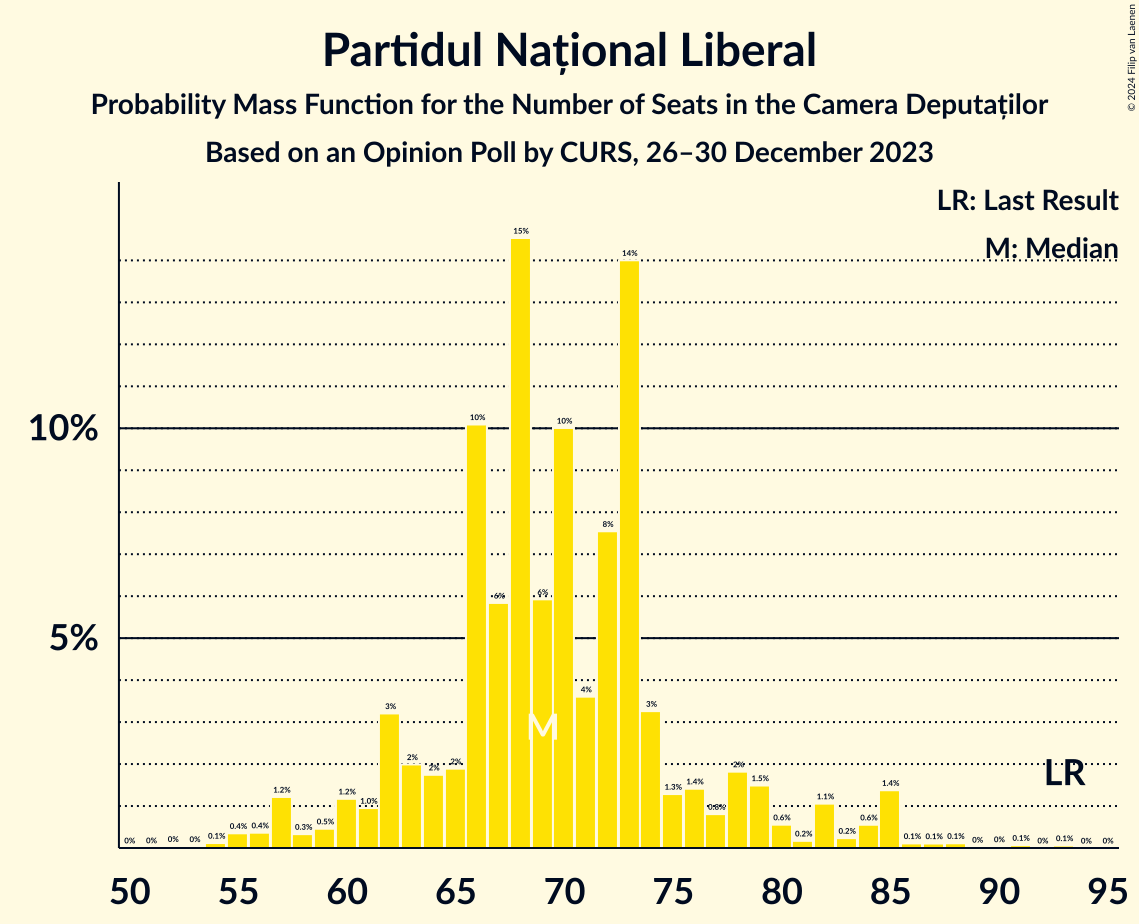 Partidul Național Liberal
Probability Mass Function for the Number of Seats in the Camera Deputaților
Based on an Opinion Poll by CURS, 26–30 December 2023
© 2024 Filip van Laenen
LR: Last Result
M: Median
10%
5%
0% 0% 0% 0% 0.1% 0.4% 0.4% 1.2% 0.3% 0.5% 1.2% 1.0% 3% 2% 2% 2% 10% 6% 15% 6% 10% 4% 8% 14% 3% 1.3% 1.4% 0.8% 2% 1.5% 0.6% 0.2% 1.1% 0.2% 0.6% 1.4% 0.1% 0.1% 0.1% 0% 0% 0.1% 0% 0.1% 0% 0%
M
LR
50 55 60 65 70 75 80 85 90 95